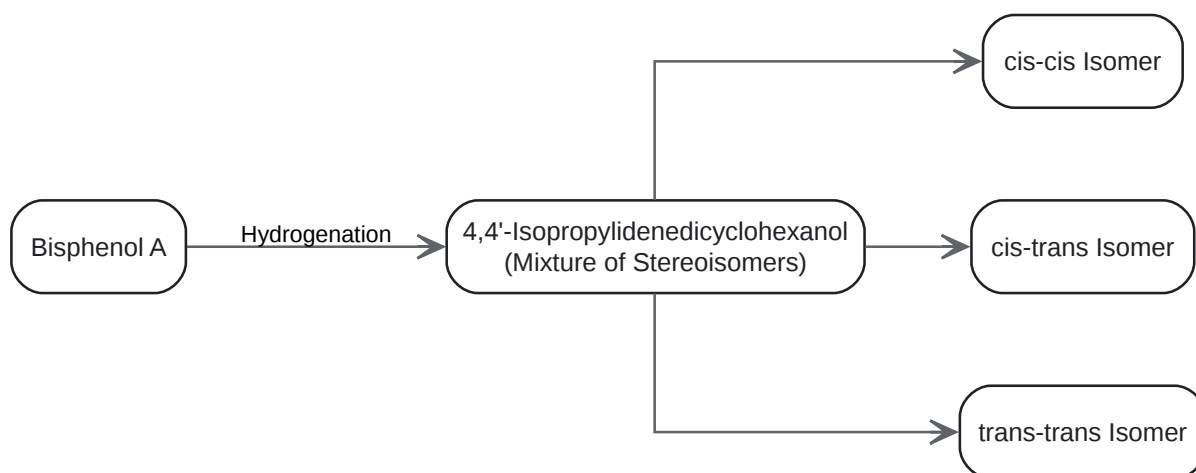 Bisphenol A
Hydrogenation
4,4'-Isopropylidenedicyclohexanol
(Mixture of Stereoisomers)
cis-cis Isomer
cis-trans Isomer
trans-trans Isomer